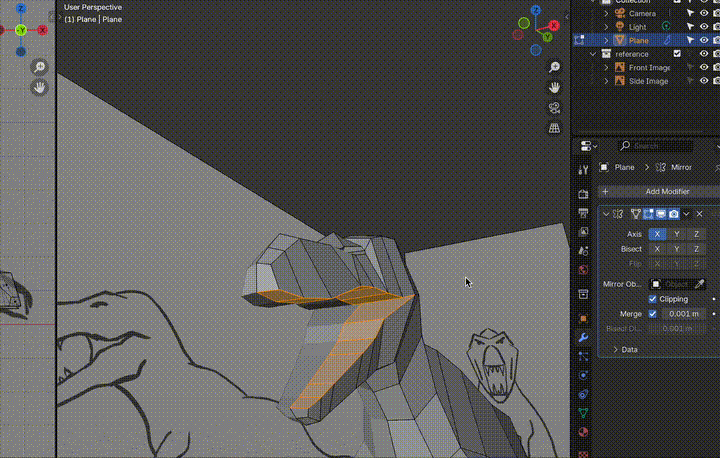 User Perspective
(1) Plane | Plane
Z
Y
X
Z
X
Y
Collection
Camera
Light
Plane
reference
Front Image
Side Image
Search
Plane > Mirror
+ Add Modifier
Axis X Y Z
Bisect X Y Z
Flip X Y Z
Mirror Ob... Object
Clipping
Merge 0.001 m
Bisect Di... 0.001 m
> Data